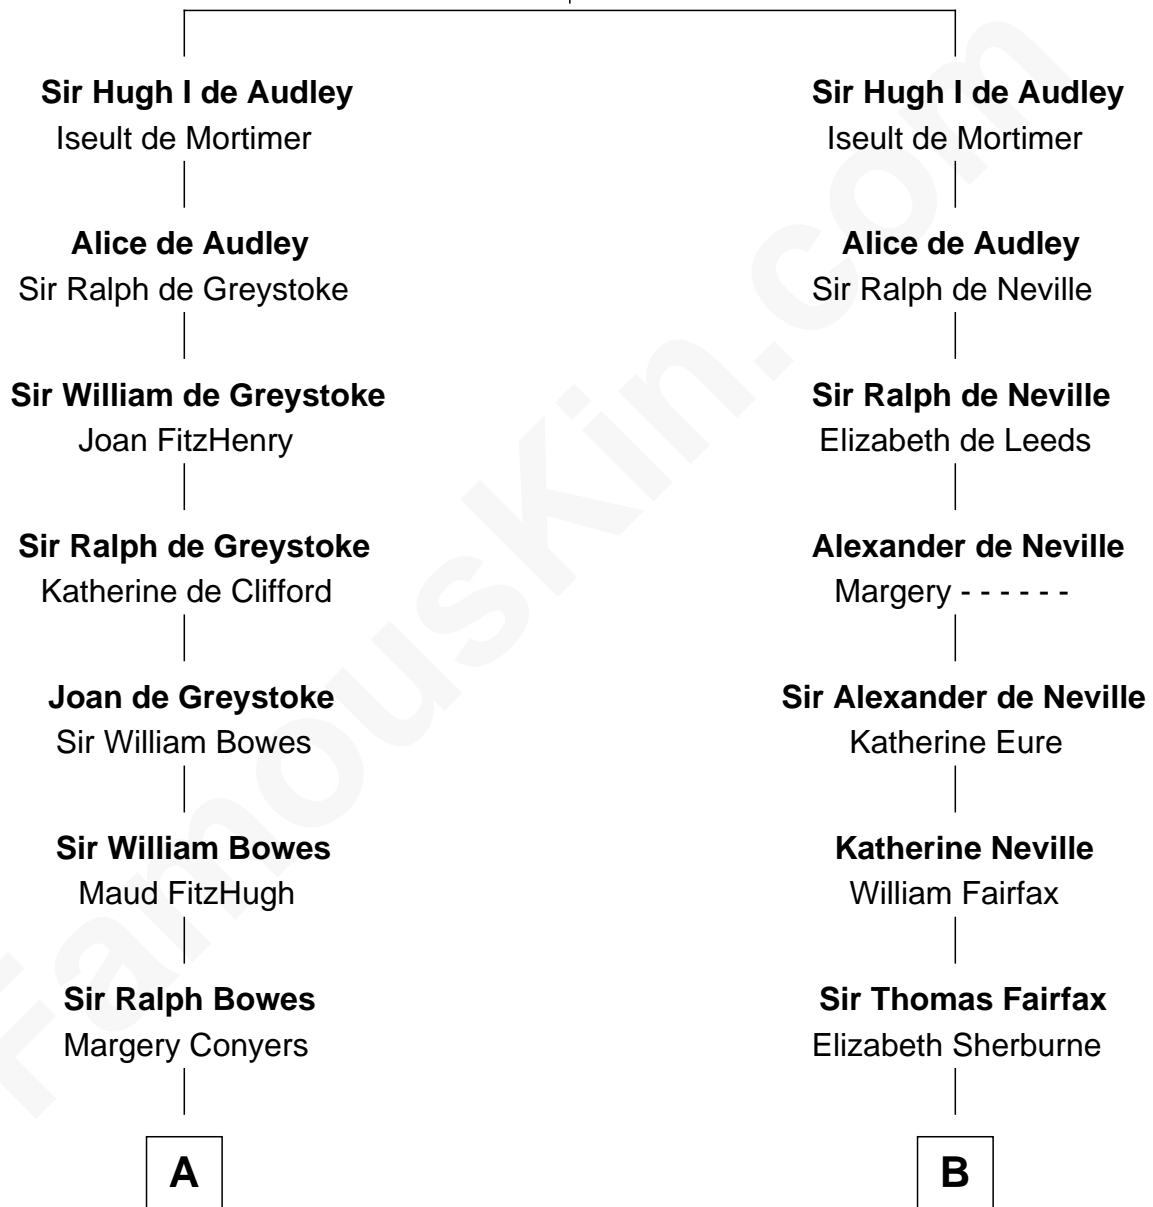 Sir Hugh I de Audley
Iseult de Mortimer
Alice de Audley
Sir Ralph de Greystoke
Sir William de Greystoke
Joan FitzHenry
Sir Ralph de Greystoke
Katherine de Clifford
Joan de Greystoke
Sir William Bowes
Sir William Bowes
Maud FitzHugh
Sir Ralph Bowes
Margery Conyers
A
Sir Hugh I de Audley
Iseult de Mortimer
Alice de Audley
Sir Ralph de Neville
Sir Ralph de Neville
Elizabeth de Leeds
Alexander de Neville
Margery - - - - - -
Sir Alexander de Neville
Katherine Eure
Katherine Neville
William Fairfax
Sir Thomas Fairfax
Elizabeth Sherburne
B
FamousKin.com